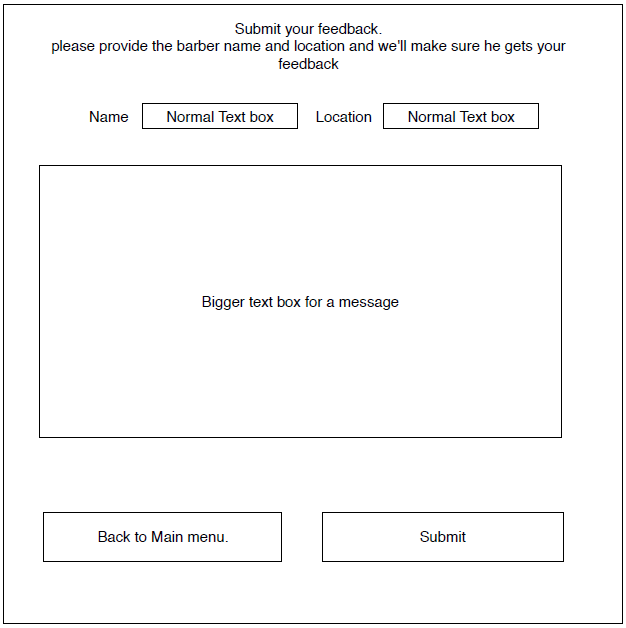 Submit your feedback.
please provide the barber name and location and we'll make sure he gets your
feedback
Name Normal Text box Location Normal Text box
Bigger text box for a message
Back to Main menu. Submit